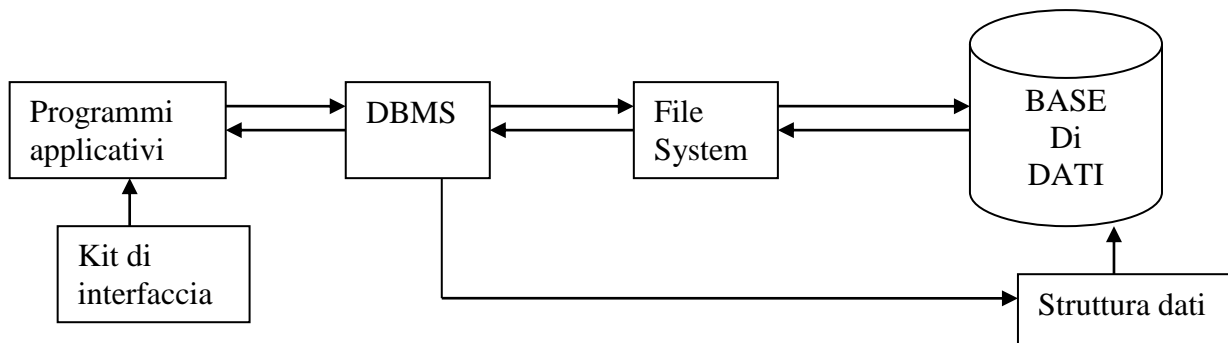 Programmi
applicativi
DBMS
File
System
BASE
Di
DATI
Kit di
interfaccia
Struttura dati